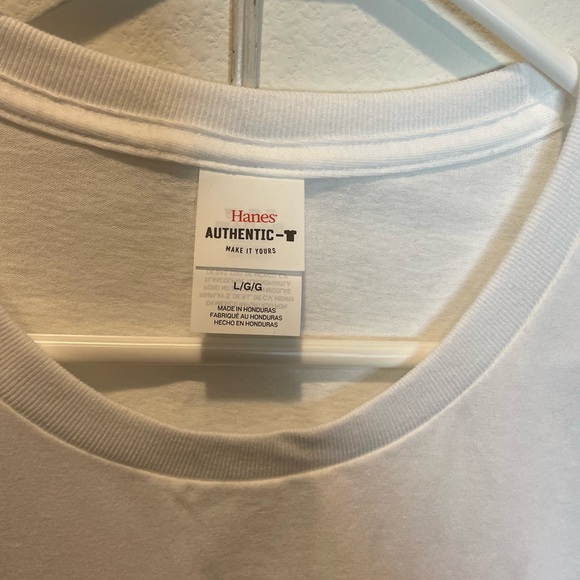 Hanes
AUTHENTIC-T
MAKE IT YOURS
L/G/G
MADE IN HONDURAS
FABRIQUÉ AU HONDURAS
HECHO EN HONDURAS